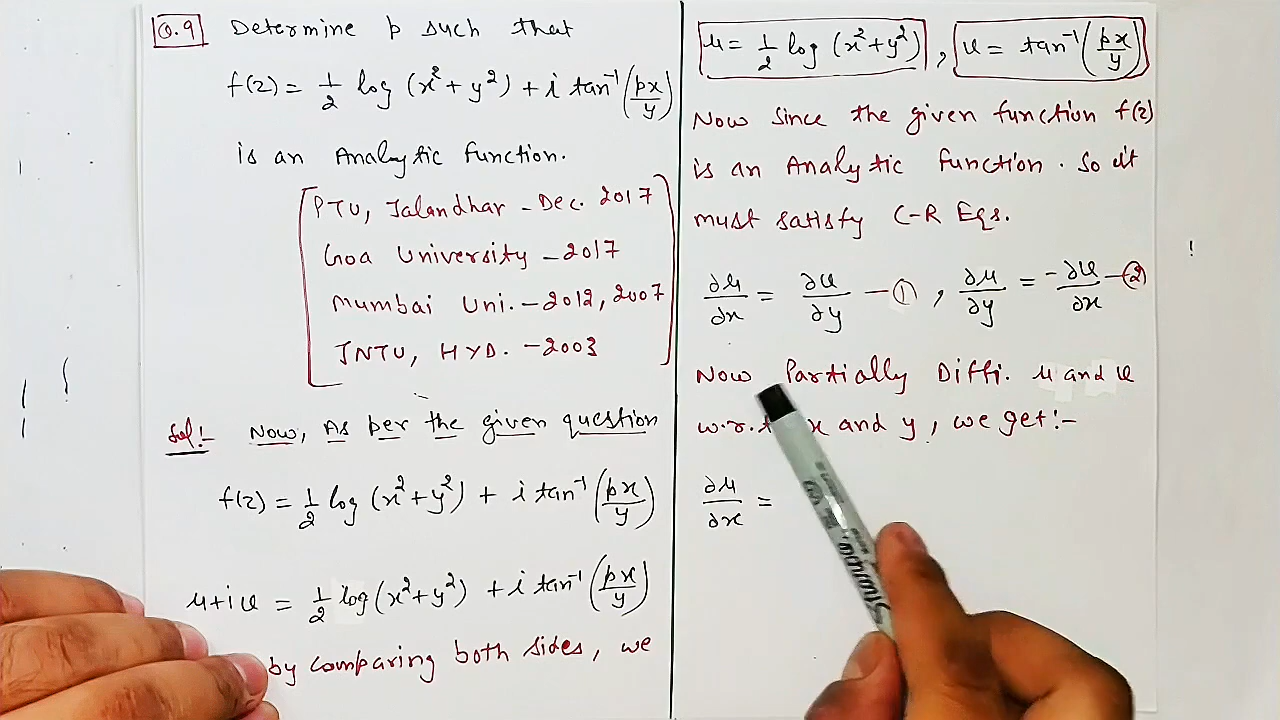 Q.9 Determine p such that
f(z) = 1/2 log (x²+y²) + i tan⁻¹(px/y)
is an Analytic function.
[PTU, Jalandhar - Dec. 2017
Goa University - 2017
Mumbai Uni. - 2012, 2007
JNTU, HYD. - 2003]
Sol!- Now, As per the given question
f(z) = 1/2 log (x²+y²) + i tan⁻¹(px/y)
u+iv = 1/2 log(x²+y²) + i tan⁻¹(px/y)
by comparing both sides, we
u = 1/2 log (x²+y²), v = tan⁻¹(px/y)
Now since the given function f(z)
is an Analytic function. So it
must satisfy C-R Eqs.
∂u/∂x = ∂v/∂y - ①, ∂u/∂y = -∂v/∂x - ②
Now Partially Diffi. u and v
w.r.t x and y, we get:-
∂u/∂x =